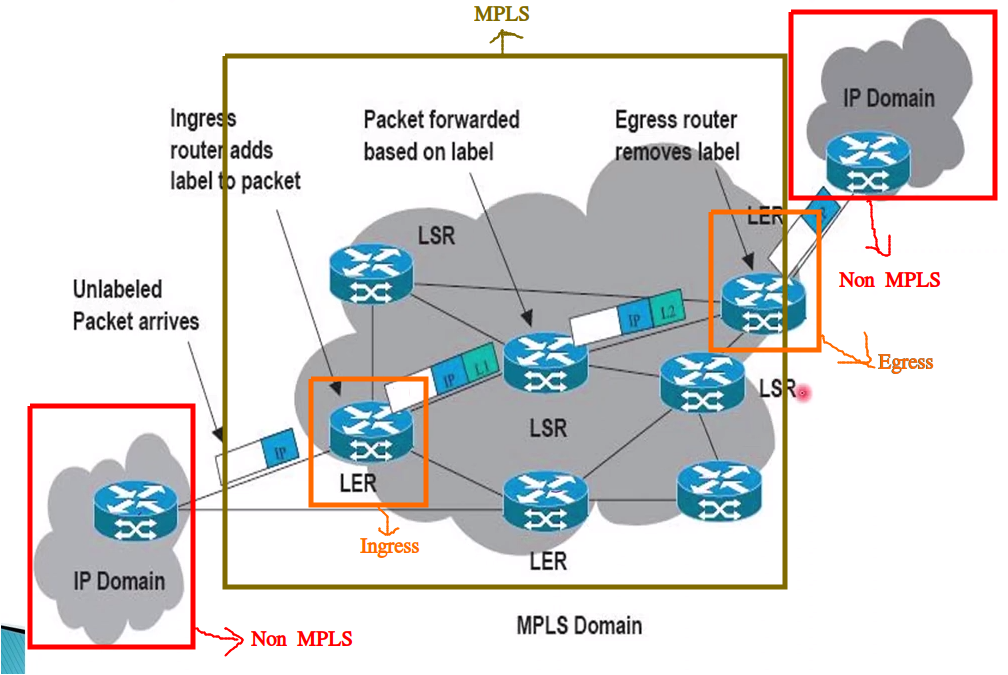 MPLS
IP Domain
Ingress
router adds
label to packet
Packet forwarded
based on label
Egress router
removes label
LER
Non MPLS
LSR
Unlabeled
Packet arrives
IP L2
IP L1
Egress
LSR
LSR
IP
LER
Ingress
LER
IP Domain
MPLS Domain
Non MPLS